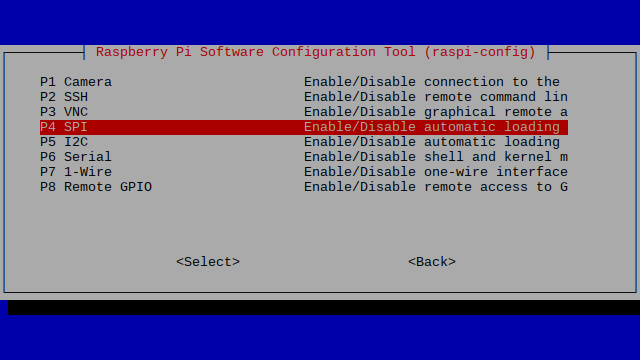 Raspberry Pi Software Configuration Tool (raspi-config)
P1 Camera Enable/Disable connection to the
P2 SSH Enable/Disable remote command lin
P3 VNC Enable/Disable graphical remote a
P4 SPI Enable/Disable automatic loading
P5 I2C Enable/Disable automatic loading
P6 Serial Enable/Disable shell and kernel m
P7 1-Wire Enable/Disable one-wire interface
P8 Remote GPIO Enable/Disable remote access to G
<Select> <Back>